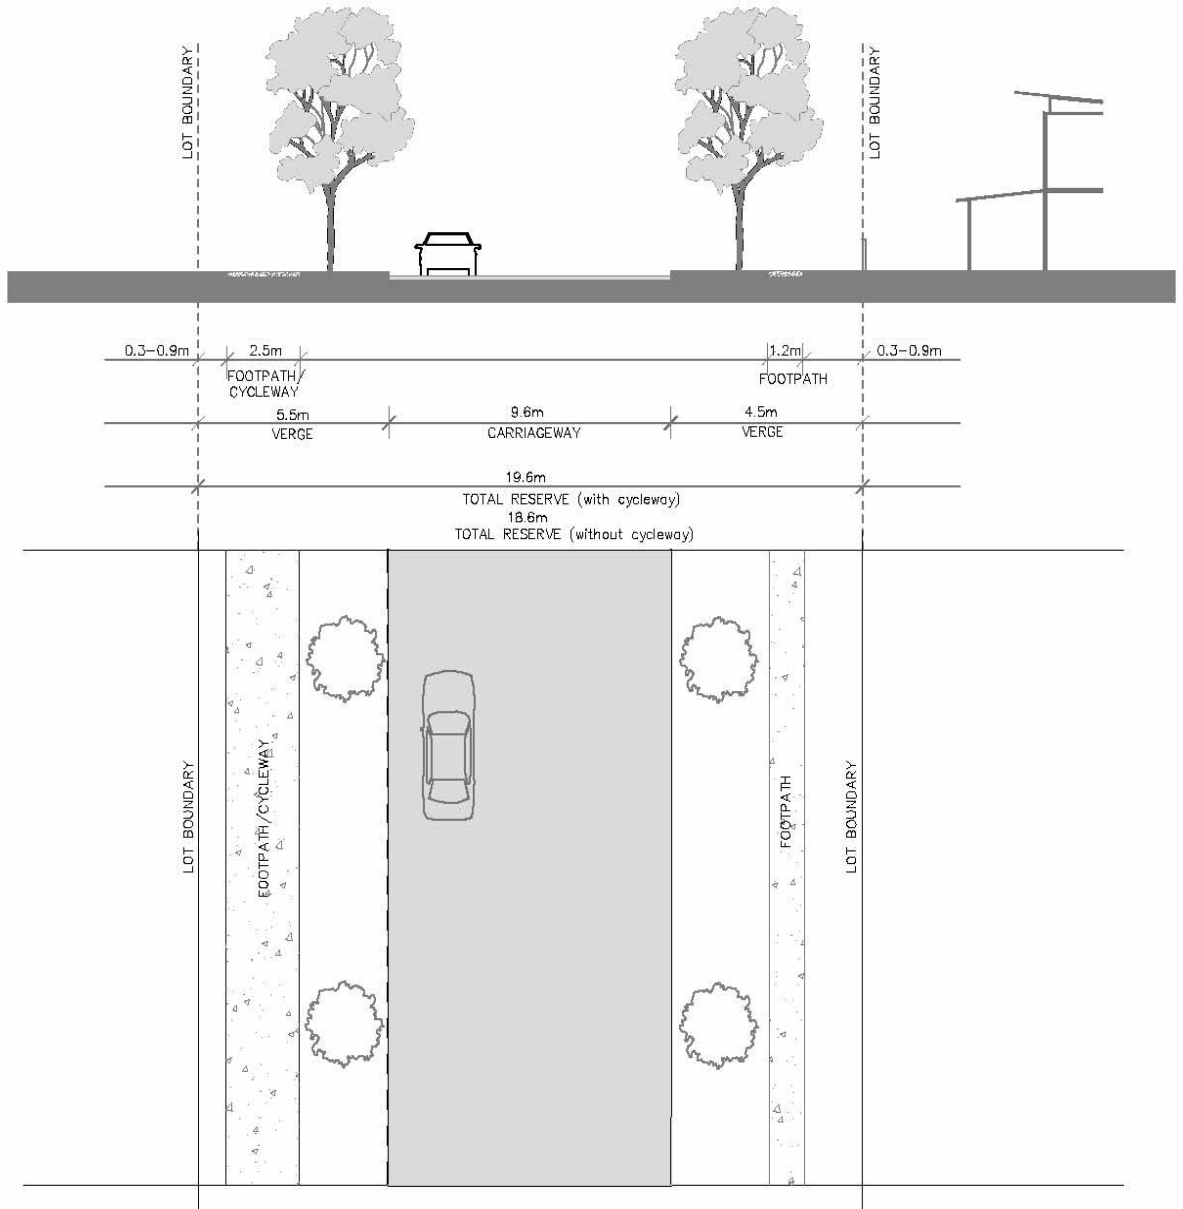 LOT BOUNDARY
LOT BOUNDARY
0.3-0.9m
2.5m
1.2m
0.3-0.9m
FOOTPATH/
CYCLEWAY
FOOTPATH
5.5m
9.6m
4.5m
VERGE
CARRIAGEWAY
VERGE
19.6m
TOTAL RESERVE (with cycleway)
18.6m
TOTAL RESERVE (without cycleway)
LOT BOUNDARY
FOOTPATH/CYCLEWAY
FOOTPATH
LOT BOUNDARY